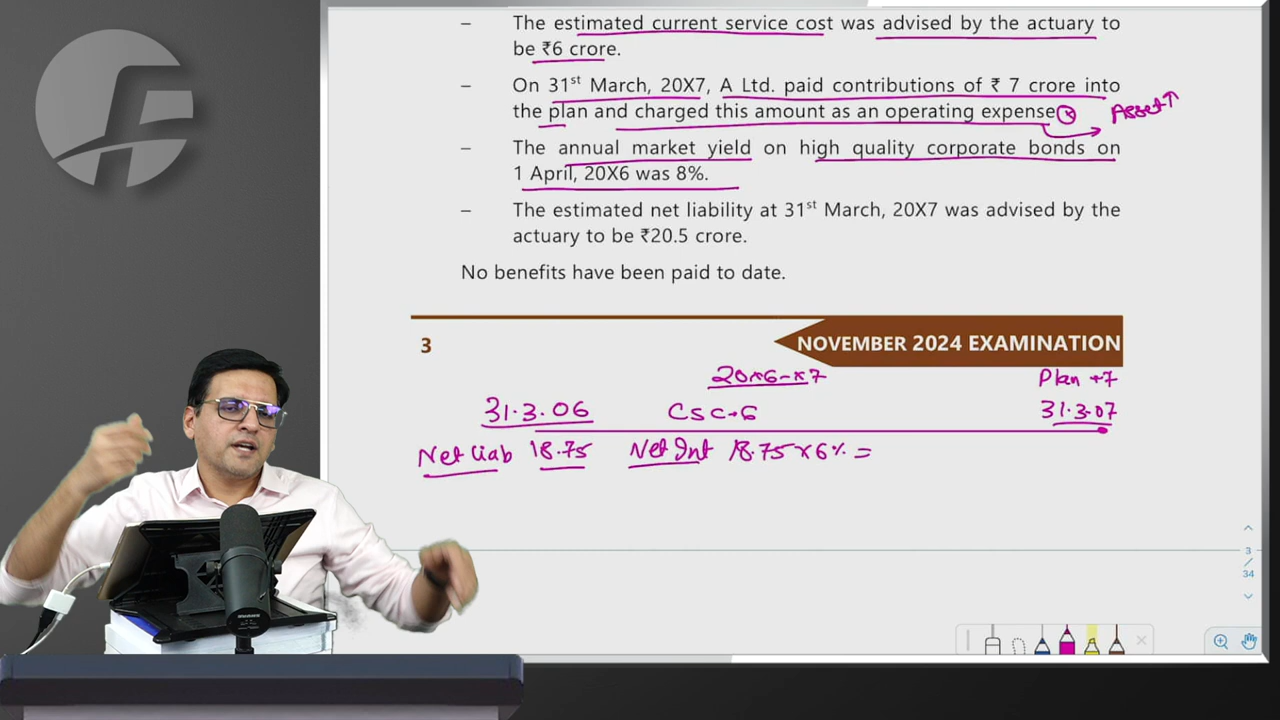 – The estimated current service cost was advised by the actuary to
be ₹6 crore.
– On 31st March, 20X7, A Ltd. paid contributions of ₹ 7 crore into
the plan and charged this amount as an operating expense (x) Asset↑
– The annual market yield on high quality corporate bonds on
1 April, 20X6 was 8%.
– The estimated net liability at 31st March, 20X7 was advised by the
actuary to be ₹20.5 crore.
No benefits have been paid to date.
3 NOVEMBER 2024 EXAMINATION
20x6-x7 Plan +7
31.3.06 CSC→6 31.3.07
Net Liab 18.75 Net Int 18.75×6% =
3
/
34